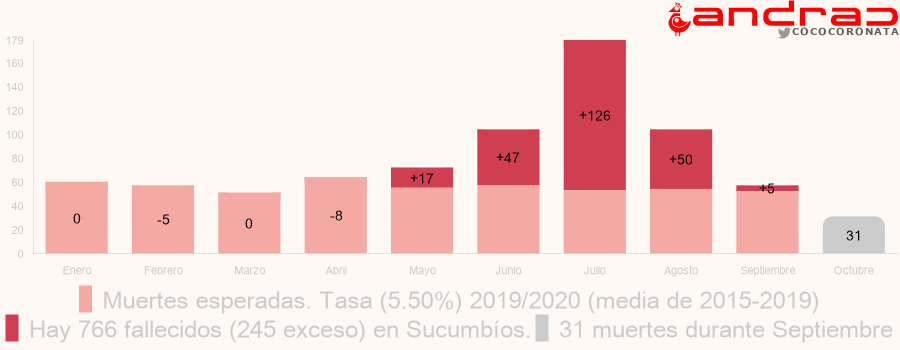 andrac
COCOCORONATA
179
160
140
120
100
80
60
40
20
0
0
-5
0
-8
+17
+47
+126
+50
+5
31
Enero
Febrero
Marzo
Abril
Mayo
Junio
Julio
Agosto
Septiembre
Octubre
Muertes esperadas. Tasa (5.50%) 2019/2020 (media de 2015-2019)
Hay 766 fallecidos (245 exceso) en Sucumbíos. 31 muertes durante Septiembre